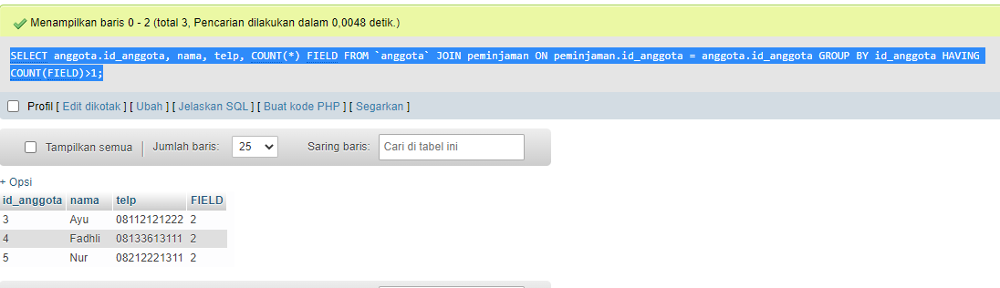 Menampilkan baris 0 - 2 (total 3, Pencarian dilakukan dalam 0,0048 detik.)
SELECT anggota.id_anggota, nama, telp, COUNT(*) FIELD FROM `anggota` JOIN peminjaman ON peminjaman.id_anggota = anggota.id_anggota GROUP BY id_anggota HAVING
COUNT(FIELD)>1;
Profil [ Edit dikotak ] [ Ubah ] [ Jelaskan SQL ] [ Buat kode PHP ] [ Segarkan ]
Tampilkan semua | Jumlah baris: 25 Saring baris: Cari di tabel ini
+ Opsi
id_anggota nama telp FIELD
3 Ayu 08112121222 2
4 Fadhli 08133613111 2
5 Nur 08212221311 2